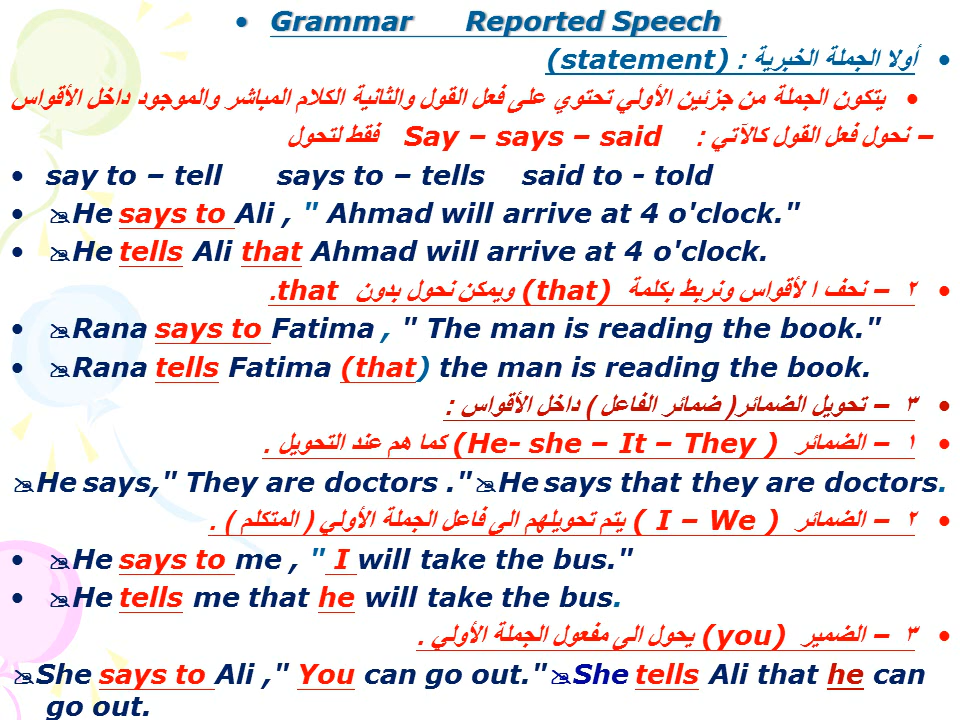 • Grammar Reported Speech
• أولا الجملة الخبرية : (statement)
• يتكون الجملة من جزئين الأولي تحتوي على فعل القول والثانية الكلام المباشر والموجود داخل الأقواس
– نحول فعل القول كالآتي : Say – says – said فقط لتحول
• say to – tell says to – tells said to - told
• He says to Ali , " Ahmad will arrive at 4 o'clock."
• He tells Ali that Ahmad will arrive at 4 o'clock.
• ٢ – نحف ا لأقواس ونربط بكلمة (that) ويمكن نحول بدون that.
• Rana says to Fatima , " The man is reading the book."
• Rana tells Fatima (that) the man is reading the book.
• ٣ – تحويل الضمائر( ضمائر الفاعل ) داخل الأقواس :
• ١ – الضمائر (He- she – It – They ) كما هم عند التحويل .
He says," They are doctors ." He says that they are doctors.
• ٢ – الضمائر ( I – We ) يتم تحويلهم الى فاعل الجملة الأولي ( المتكلم ) .
• He says to me , " I will take the bus."
• He tells me that he will take the bus.
• ٣ – الضمير (you) يحول الى مفعول الجملة الأولي .
She says to Ali ," You can go out." She tells Ali that he can
go out.